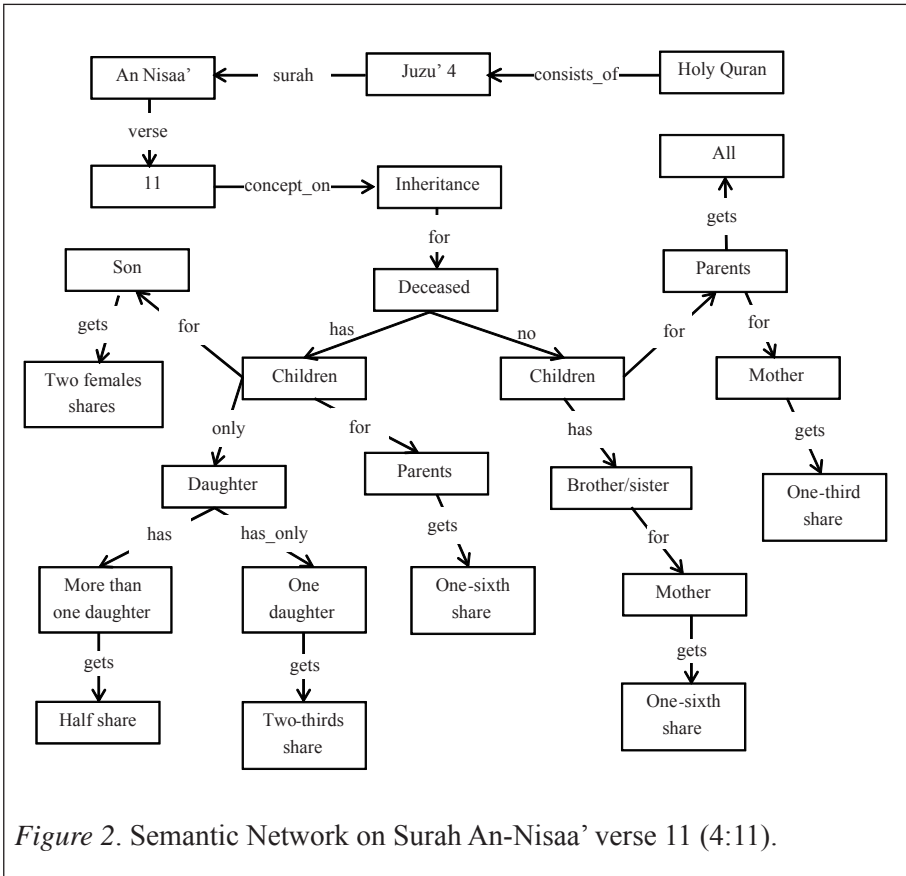 An Nisaa'
surah
Juzu' 4
consists_of
Holy Quran
verse
All
11
concept_on
Inheritance
gets
for
Son
Parents
Deceased
gets
for
has
no
for
for
Two females
shares
Children
Children
Mother
only
for
has
gets
Daughter
Parents
Brother/sister
One-third
share
has
has_only
gets
for
More than
one daughter
One
daughter
One-sixth
share
Mother
gets
gets
gets
Half share
Two-thirds
share
One-sixth
share
Figure 2. Semantic Network on Surah An-Nisaa' verse 11 (4:11).